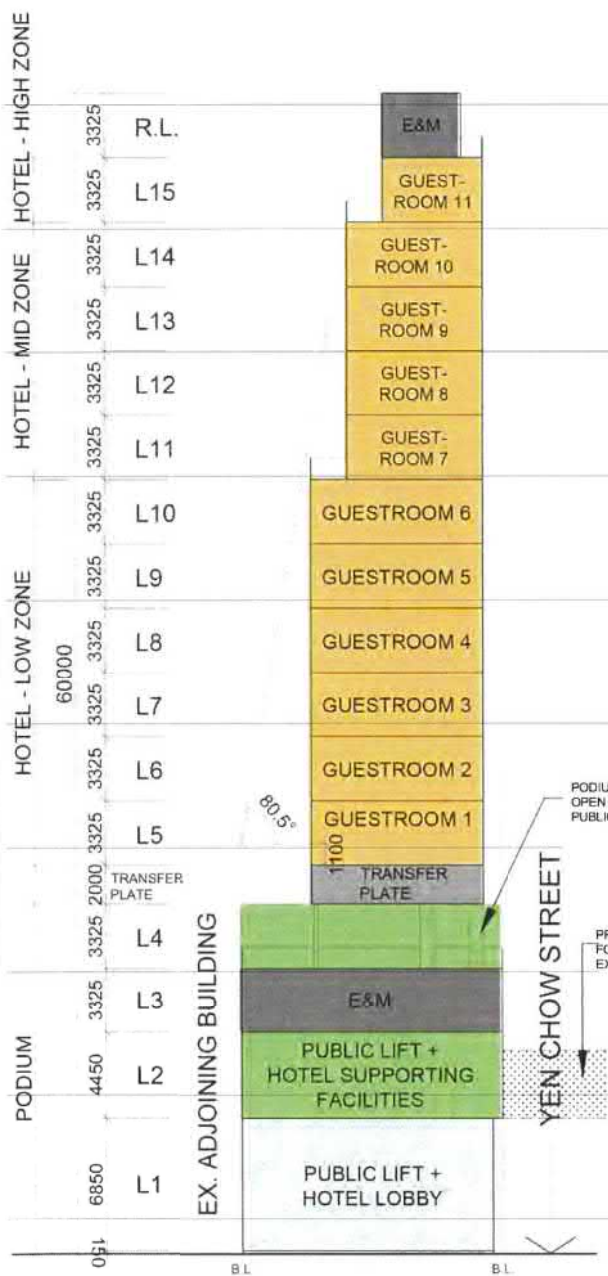 HOTEL - HIGH ZONE
HOTEL - MID ZONE
HOTEL - LOW ZONE
PODIUM
60000
3325
R.L.
E&M
3325
L15
GUEST-
ROOM 11
3325
L14
GUEST-
ROOM 10
3325
L13
GUEST-
ROOM 9
3325
L12
GUEST-
ROOM 8
3325
L11
GUEST-
ROOM 7
3325
L10
GUESTROOM 6
3325
L9
GUESTROOM 5
3325
L8
GUESTROOM 4
3325
L7
GUESTROOM 3
3325
L6
GUESTROOM 2
3325
L5
GUESTROOM 1
80.5°
1100
2000
TRANSFER
PLATE
TRANSFER
PLATE
3325
L4
3325
L3
E&M
4450
L2
PUBLIC LIFT +
HOTEL SUPPORTING
FACILITIES
6850
L1
PUBLIC LIFT +
HOTEL LOBBY
150
EX. ADJOINING BUILDING
YEN CHOW STREET
OPEN
PUBLIC
B.L.
B.L.